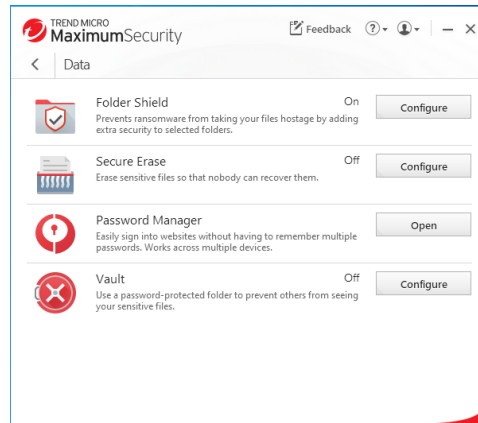 TREND MICRO
MaximumSecurity
Feedback
?
Data
Folder Shield
On
Configure
Prevents ransomware from taking your files hostage by adding
extra security to selected folders.
Secure Erase
Off
Configure
Erase sensitive files so that nobody can recover them.
Password Manager
Open
Easily sign into websites without having to remember multiple
passwords. Works across multiple devices.
Vault
Off
Configure
Use a password-protected folder to prevent others from seeing
your sensitive files.